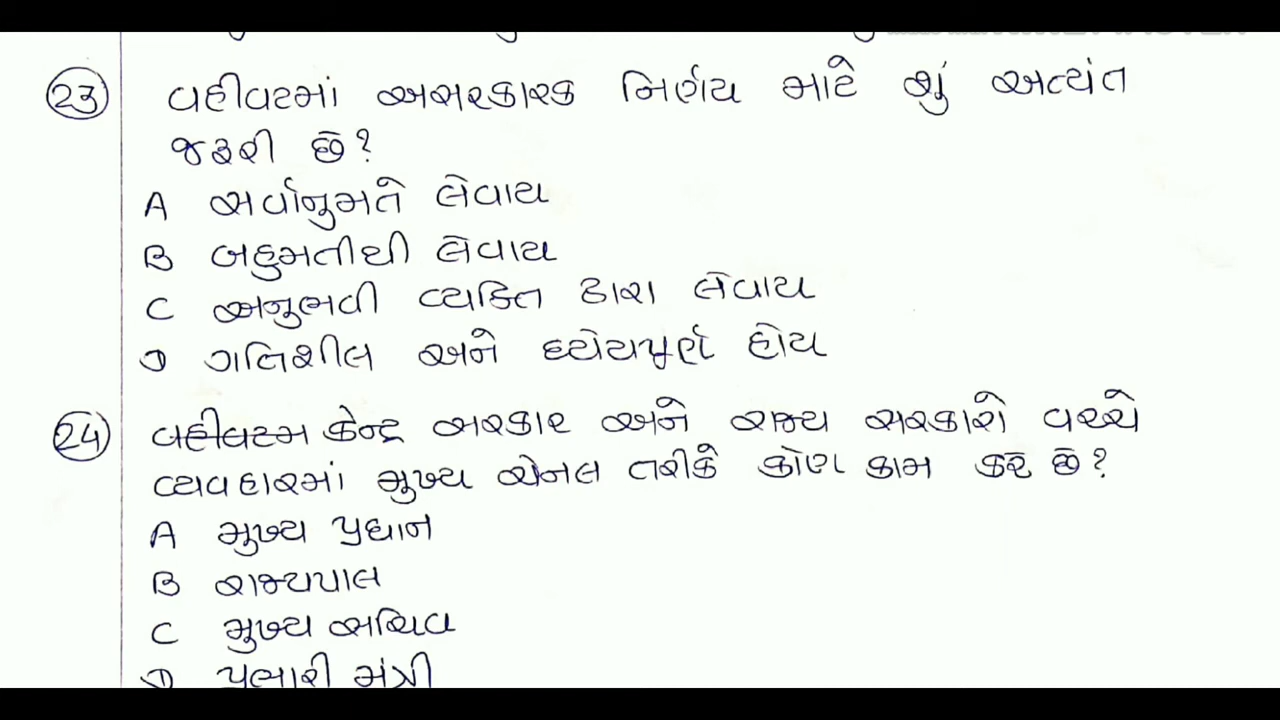 23 વહીવટમાં અસરકારક નિર્ણય માટે શું અત્યંત
જરૂરી છે?
A સર્વાનુમતે લેવાય
B બહુમતીથી લેવાય
C અનુભવી વ્યક્તિ દ્વારા લેવાય
D ગતિશીલ અને ધ્યેયપૂર્ણ હોય
24 વહીવટમ કેન્દ્ર સરકાર અને રાજ્ય સરકારો વચ્ચે
વ્યવહારમાં મુખ્ય ચેનલ તરીકે કોણ કામ કરે છે?
A મુખ્ય પ્રધાન
B રાજ્યપાલ
C મુખ્ય સચિવ
D પ્રભારી મંત્રી